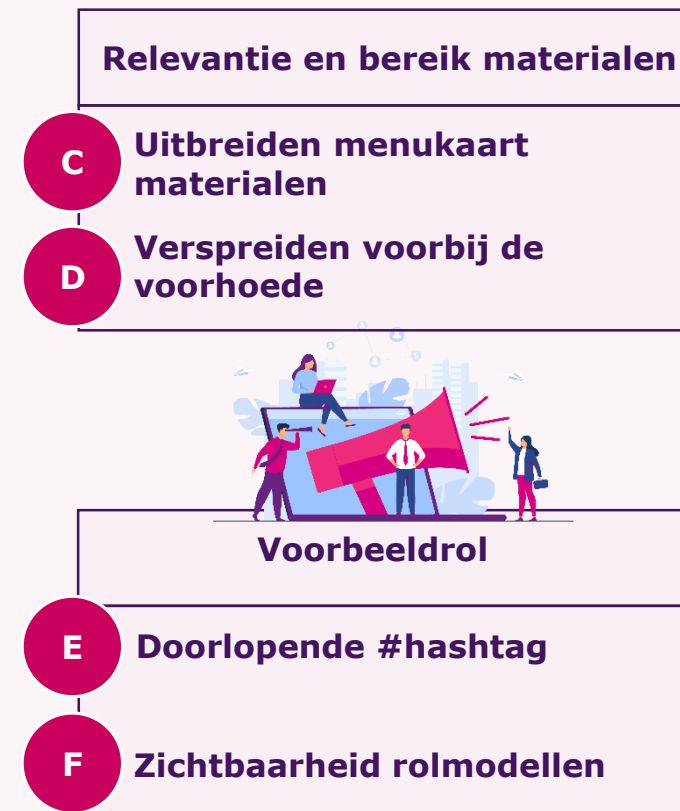 Relevantie en bereik materialen
C
Uitbreiden menukaart
materialen
D
Verspreiden voorbij de
voorhoede
Voorbeeldrol
E
Doorlopende #hashtag
F
Zichtbaarheid rolmodellen